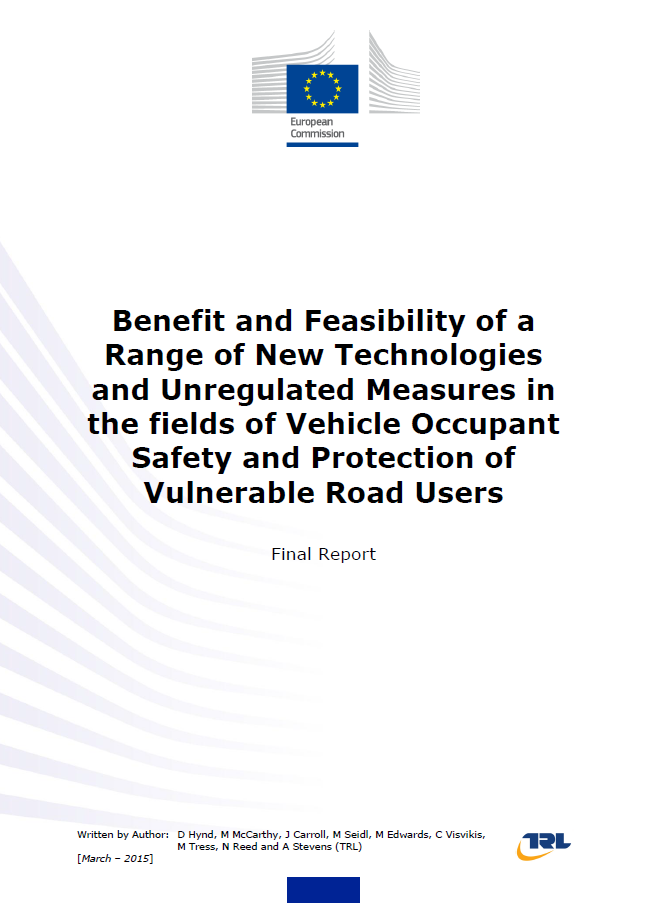 European
Commission
Benefit and Feasibility of a
Range of New Technologies
and Unregulated Measures in
the fields of Vehicle Occupant
Safety and Protection of
Vulnerable Road Users
Final Report
Written by Author: D Hynd, M McCarthy, J Carroll, M Seidl, M Edwards, C Visvikis,
M Tress, N Reed and A Stevens (TRL)
[March – 2015]
TRL